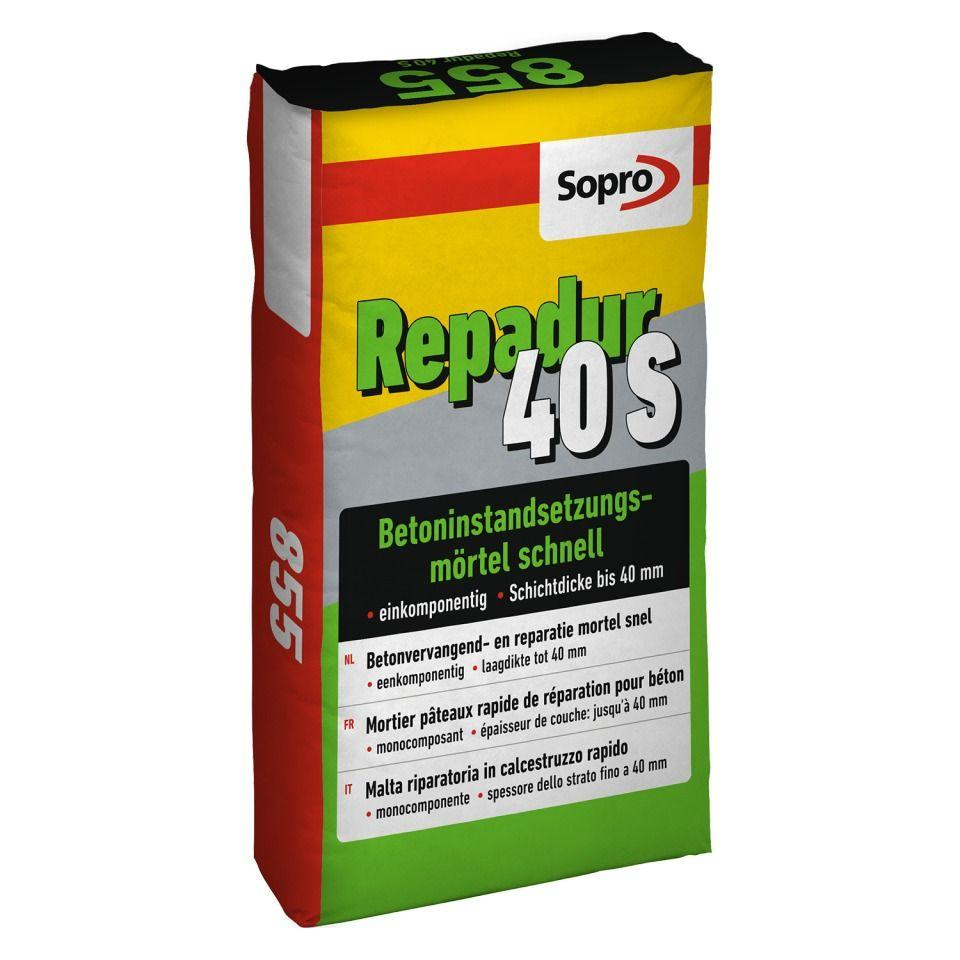 855
Repadur 40 S
Sopro
Repadur
40 S
855
Betoninstandsetzungs-
mörtel schnell
• einkomponentig • Schichtdicke bis 40 mm
NL Betonvervangend- en reparatie mortel snel
• eenkomponentig • laagdikte tot 40 mm
FR Mortier pâteaux rapide de réparation pour béton
• monocomposant • épaisseur de couche: jusqu'à 40 mm
IT Malta riparatoria in calcestruzzo rapido
• monocomponente • spessore dello strato fino a 40 mm